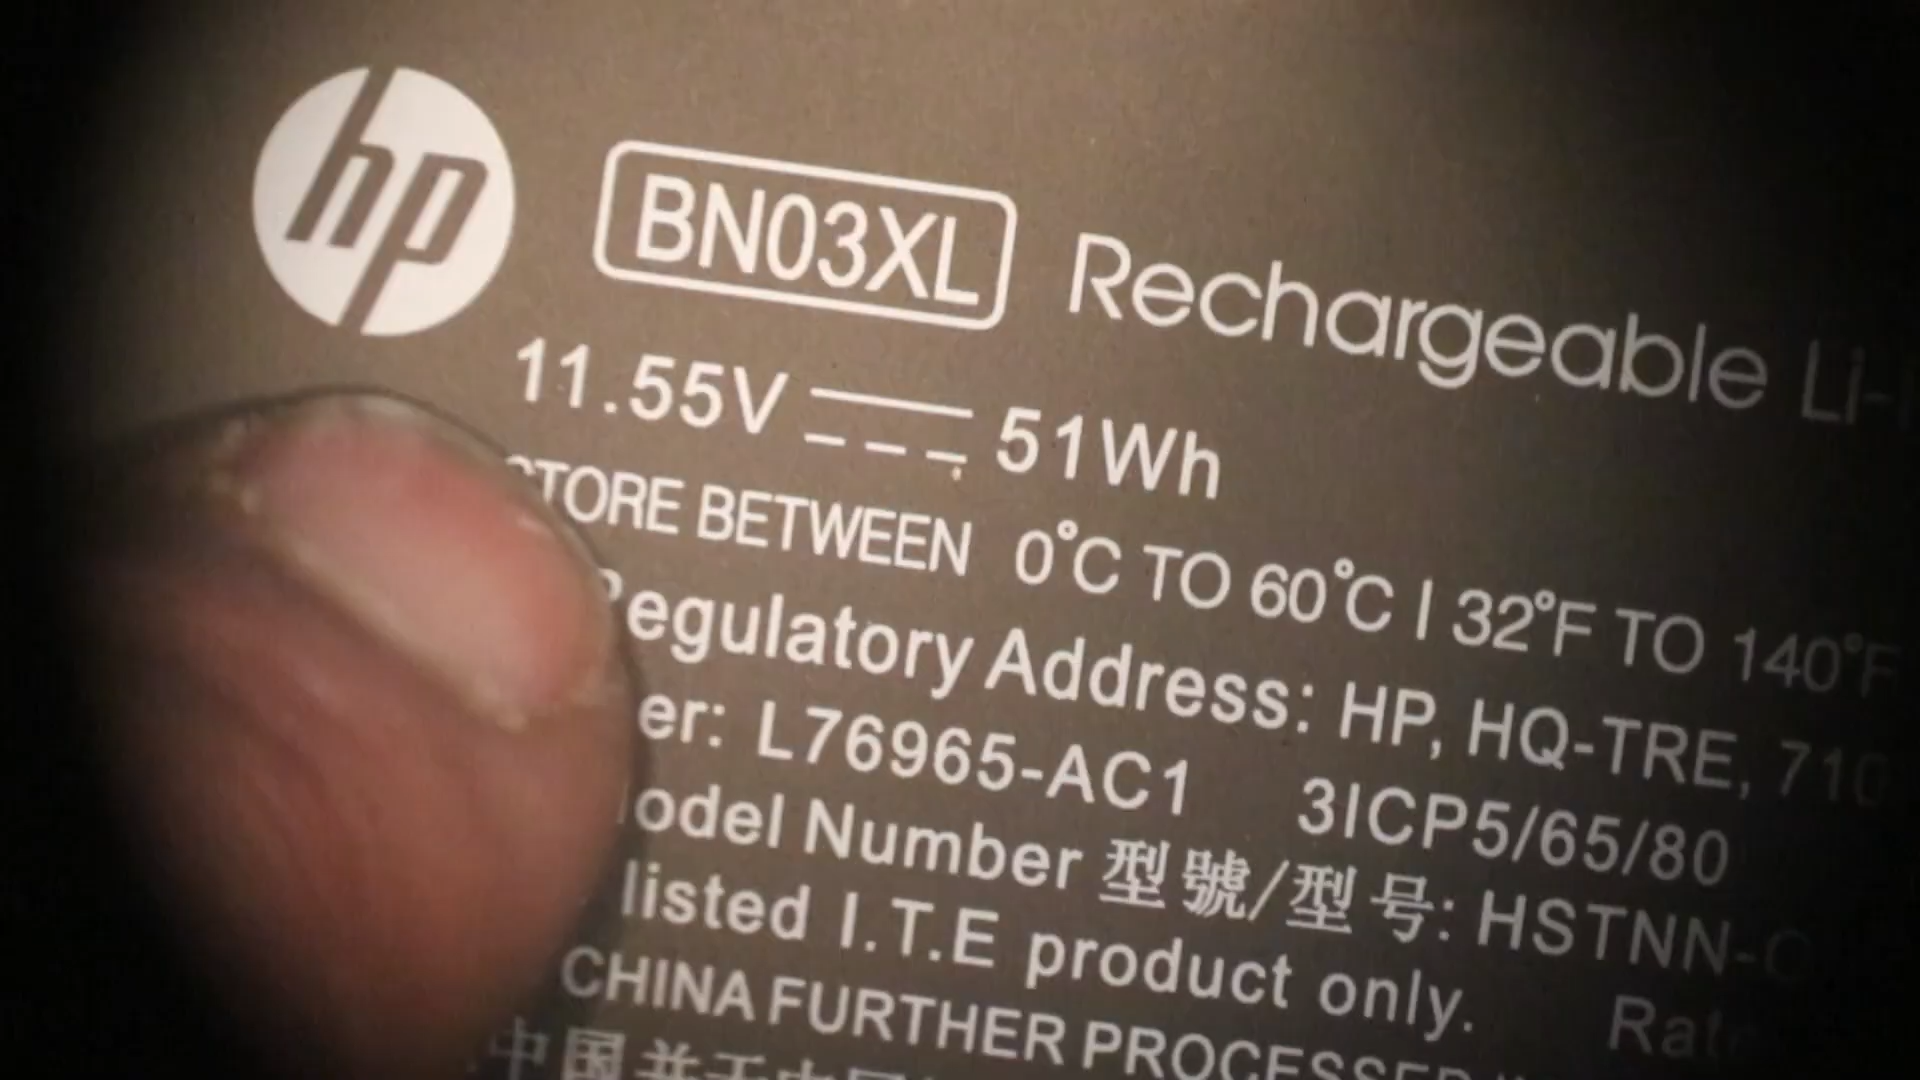 hp BN03XL Rechargeable Li-
11.55V 51Wh
STORE BETWEEN 0°C TO 60°C | 32°F TO 140°F
Regulatory Address: HP, HQ-TRE, 710
er: L76965-AC1 3ICP5/65/80
odel Number 型號/型号: HSTNN-
listed I.T.E product only. Rat
CHINA FURTHER PROCESSED
中国并于